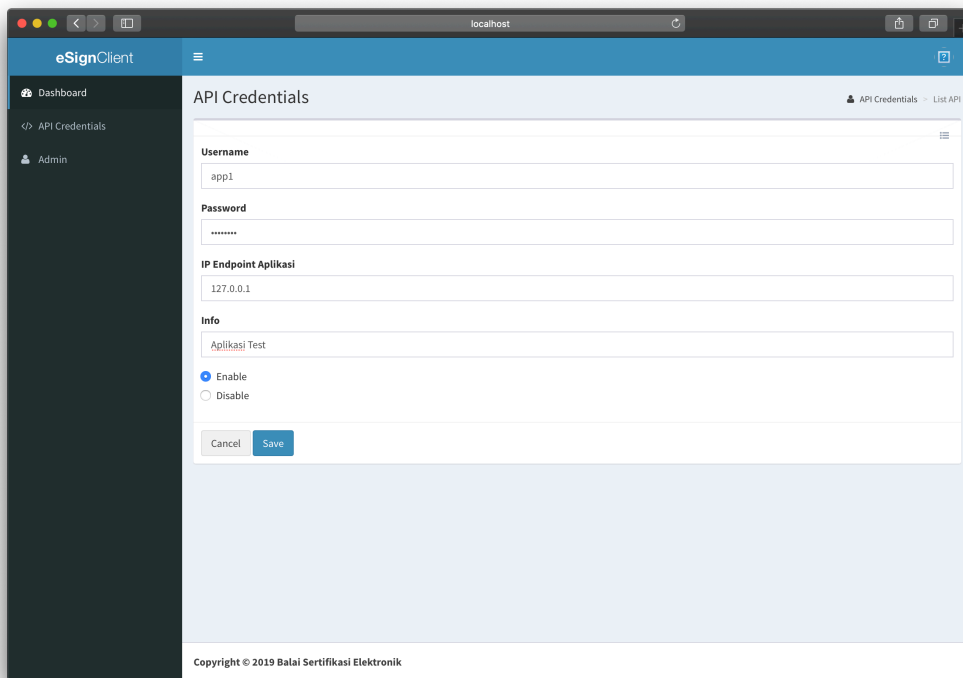 localhost
eSignClient
Dashboard
API Credentials
Admin
API Credentials
API Credentials > List API
Username
app1
Password
••••••••
IP Endpoint Aplikasi
127.0.0.1
Info
Aplikasi Test
Enable
Disable
Cancel
Save
Copyright © 2019 Balai Sertifikasi Elektronik